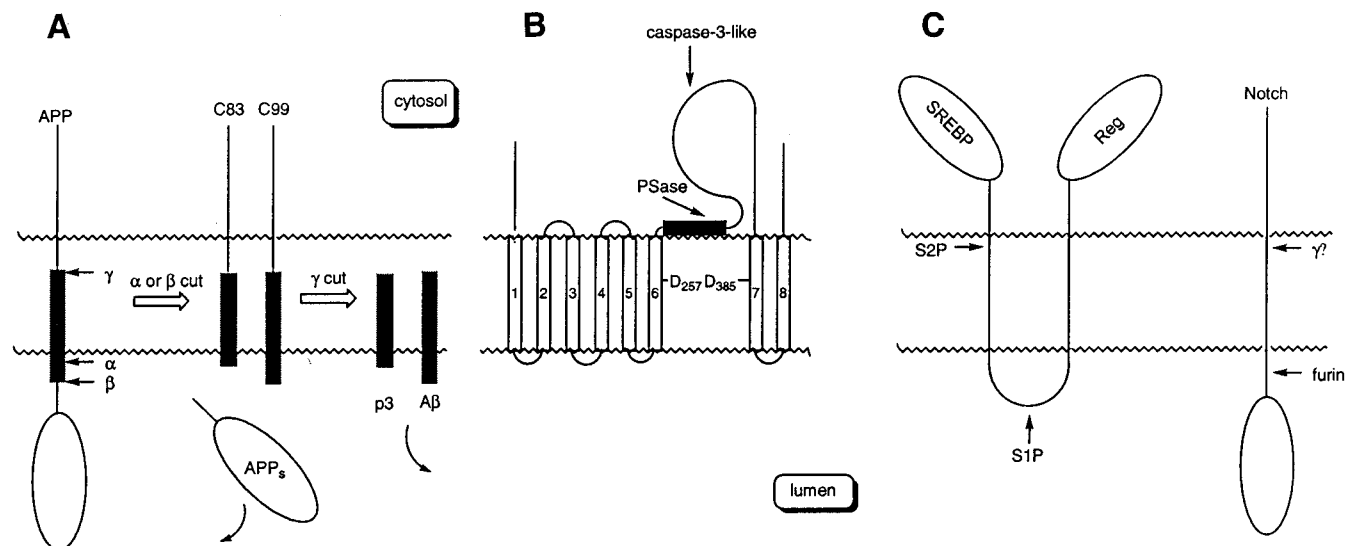 A
APP
C83 C99
cytosol
γ
α or β cut
γ cut
α
β
p3
Aβ
APPs
B
caspase-3-like
PSase
1
2
3
4
5
6
D257 D385
7
8
lumen
C
SREBP
Reg
Notch
S2P
γ?
furin
S1P